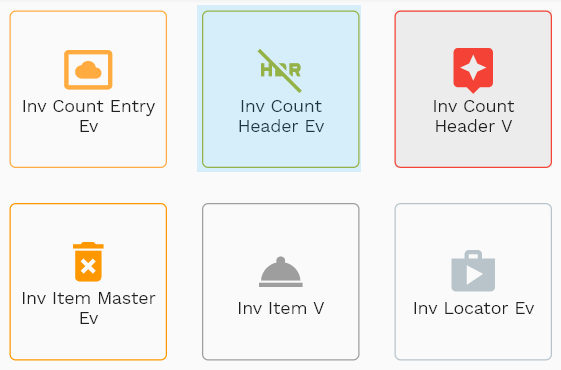 Inv Count Entry
Ev
HDR
Inv Count
Header Ev
Inv Count
Header V
Inv Item Master
Ev
Inv Item V
Inv Locator Ev